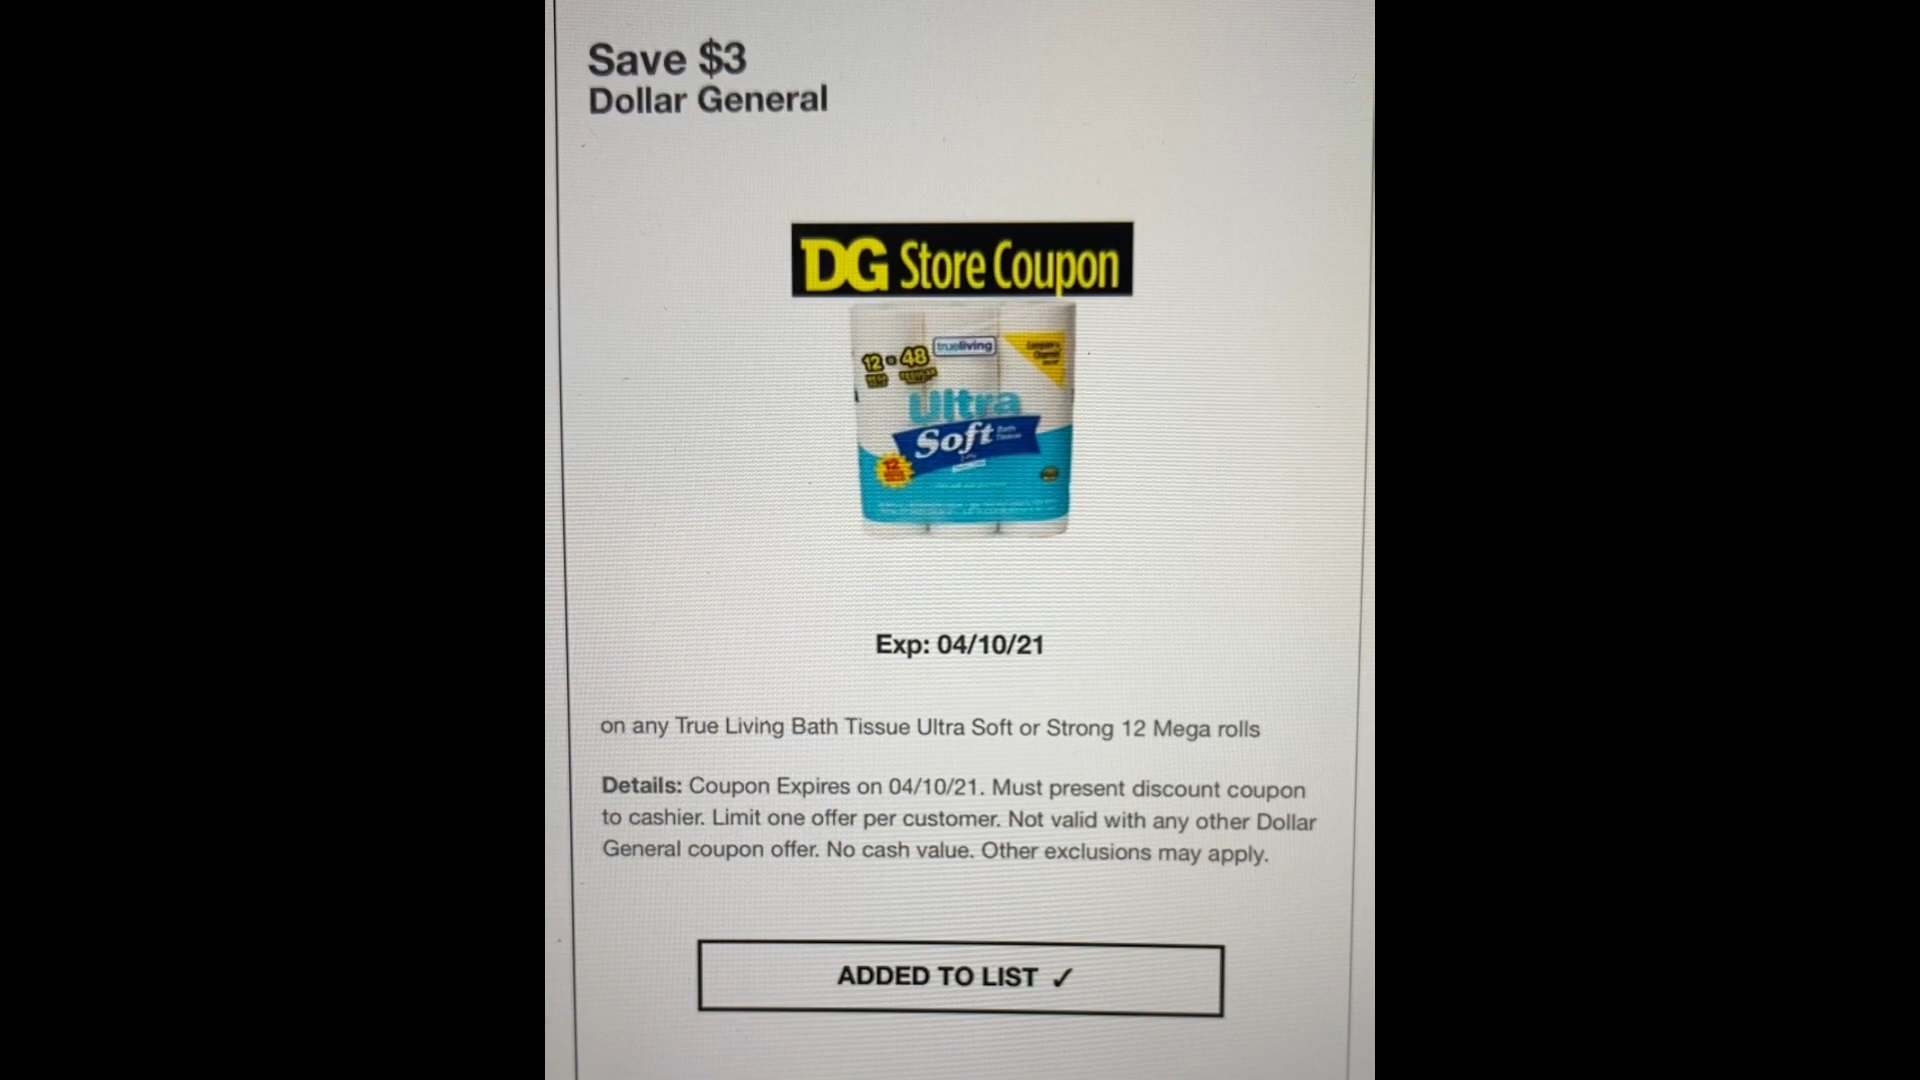 Save $3
Dollar General
DG Store Coupon
trueliving
12 = 48
Ultra
Soft
Bath
Tissue
12
Exp: 04/10/21
on any True Living Bath Tissue Ultra Soft or Strong 12 Mega rolls
Details: Coupon Expires on 04/10/21. Must present discount coupon
to cashier. Limit one offer per customer. Not valid with any other Dollar
General coupon offer. No cash value. Other exclusions may apply.
ADDED TO LIST ✓